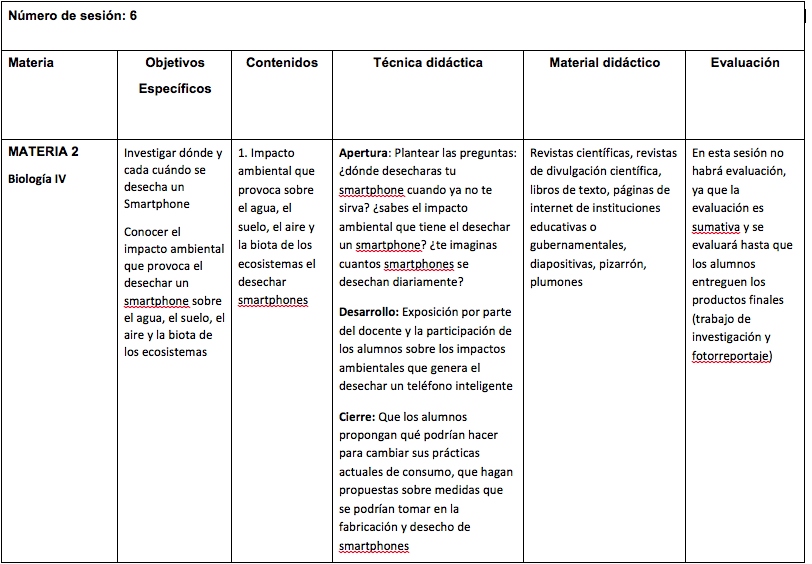 Número de sesión: 6
Materia
Objetivos
Específicos
Contenidos
Técnica didáctica
Material didáctico
Evaluación
MATERIA 2
Biología IV
Investigar dónde y
cada cuándo se
desecha un
Smartphone
Conocer el
impacto ambiental
que provoca el
desechar un
smartphone sobre
el agua, el suelo, el
aire y la biota de
los ecosistemas
1. Impacto
ambiental que
provoca sobre
el agua, el
suelo, el aire y
la biota de los
ecosistemas el
desechar
smartphones
Apertura: Plantear las preguntas:
¿dónde desecharas tu
smartphone cuando ya no te
sirva? ¿sabes el impacto
ambiental que tiene el desechar
un smartphone? ¿te imaginas
cuantos smartphones se
desechan diariamente?
Desarrollo: Exposición por parte
del docente y la participación de
los alumnos sobre los impactos
ambientales que genera el
desechar un teléfono inteligente
Cierre: Que los alumnos
propongan qué podrían hacer
para cambiar sus prácticas
actuales de consumo, que hagan
propuestas sobre medidas que
se podrían tomar en la
fabricación y desecho de
smartphones
Revistas científicas, revistas
de divulgación científica,
libros de texto, páginas de
internet de instituciones
educativas o
gubernamentales,
diapositivas, pizarrón,
plumones
En esta sesión no
habrá evaluación,
ya que la
evaluación es
sumativa y se
evaluará hasta que
los alumnos
entreguen los
productos finales
(trabajo de
investigación y
fotorreportaje)